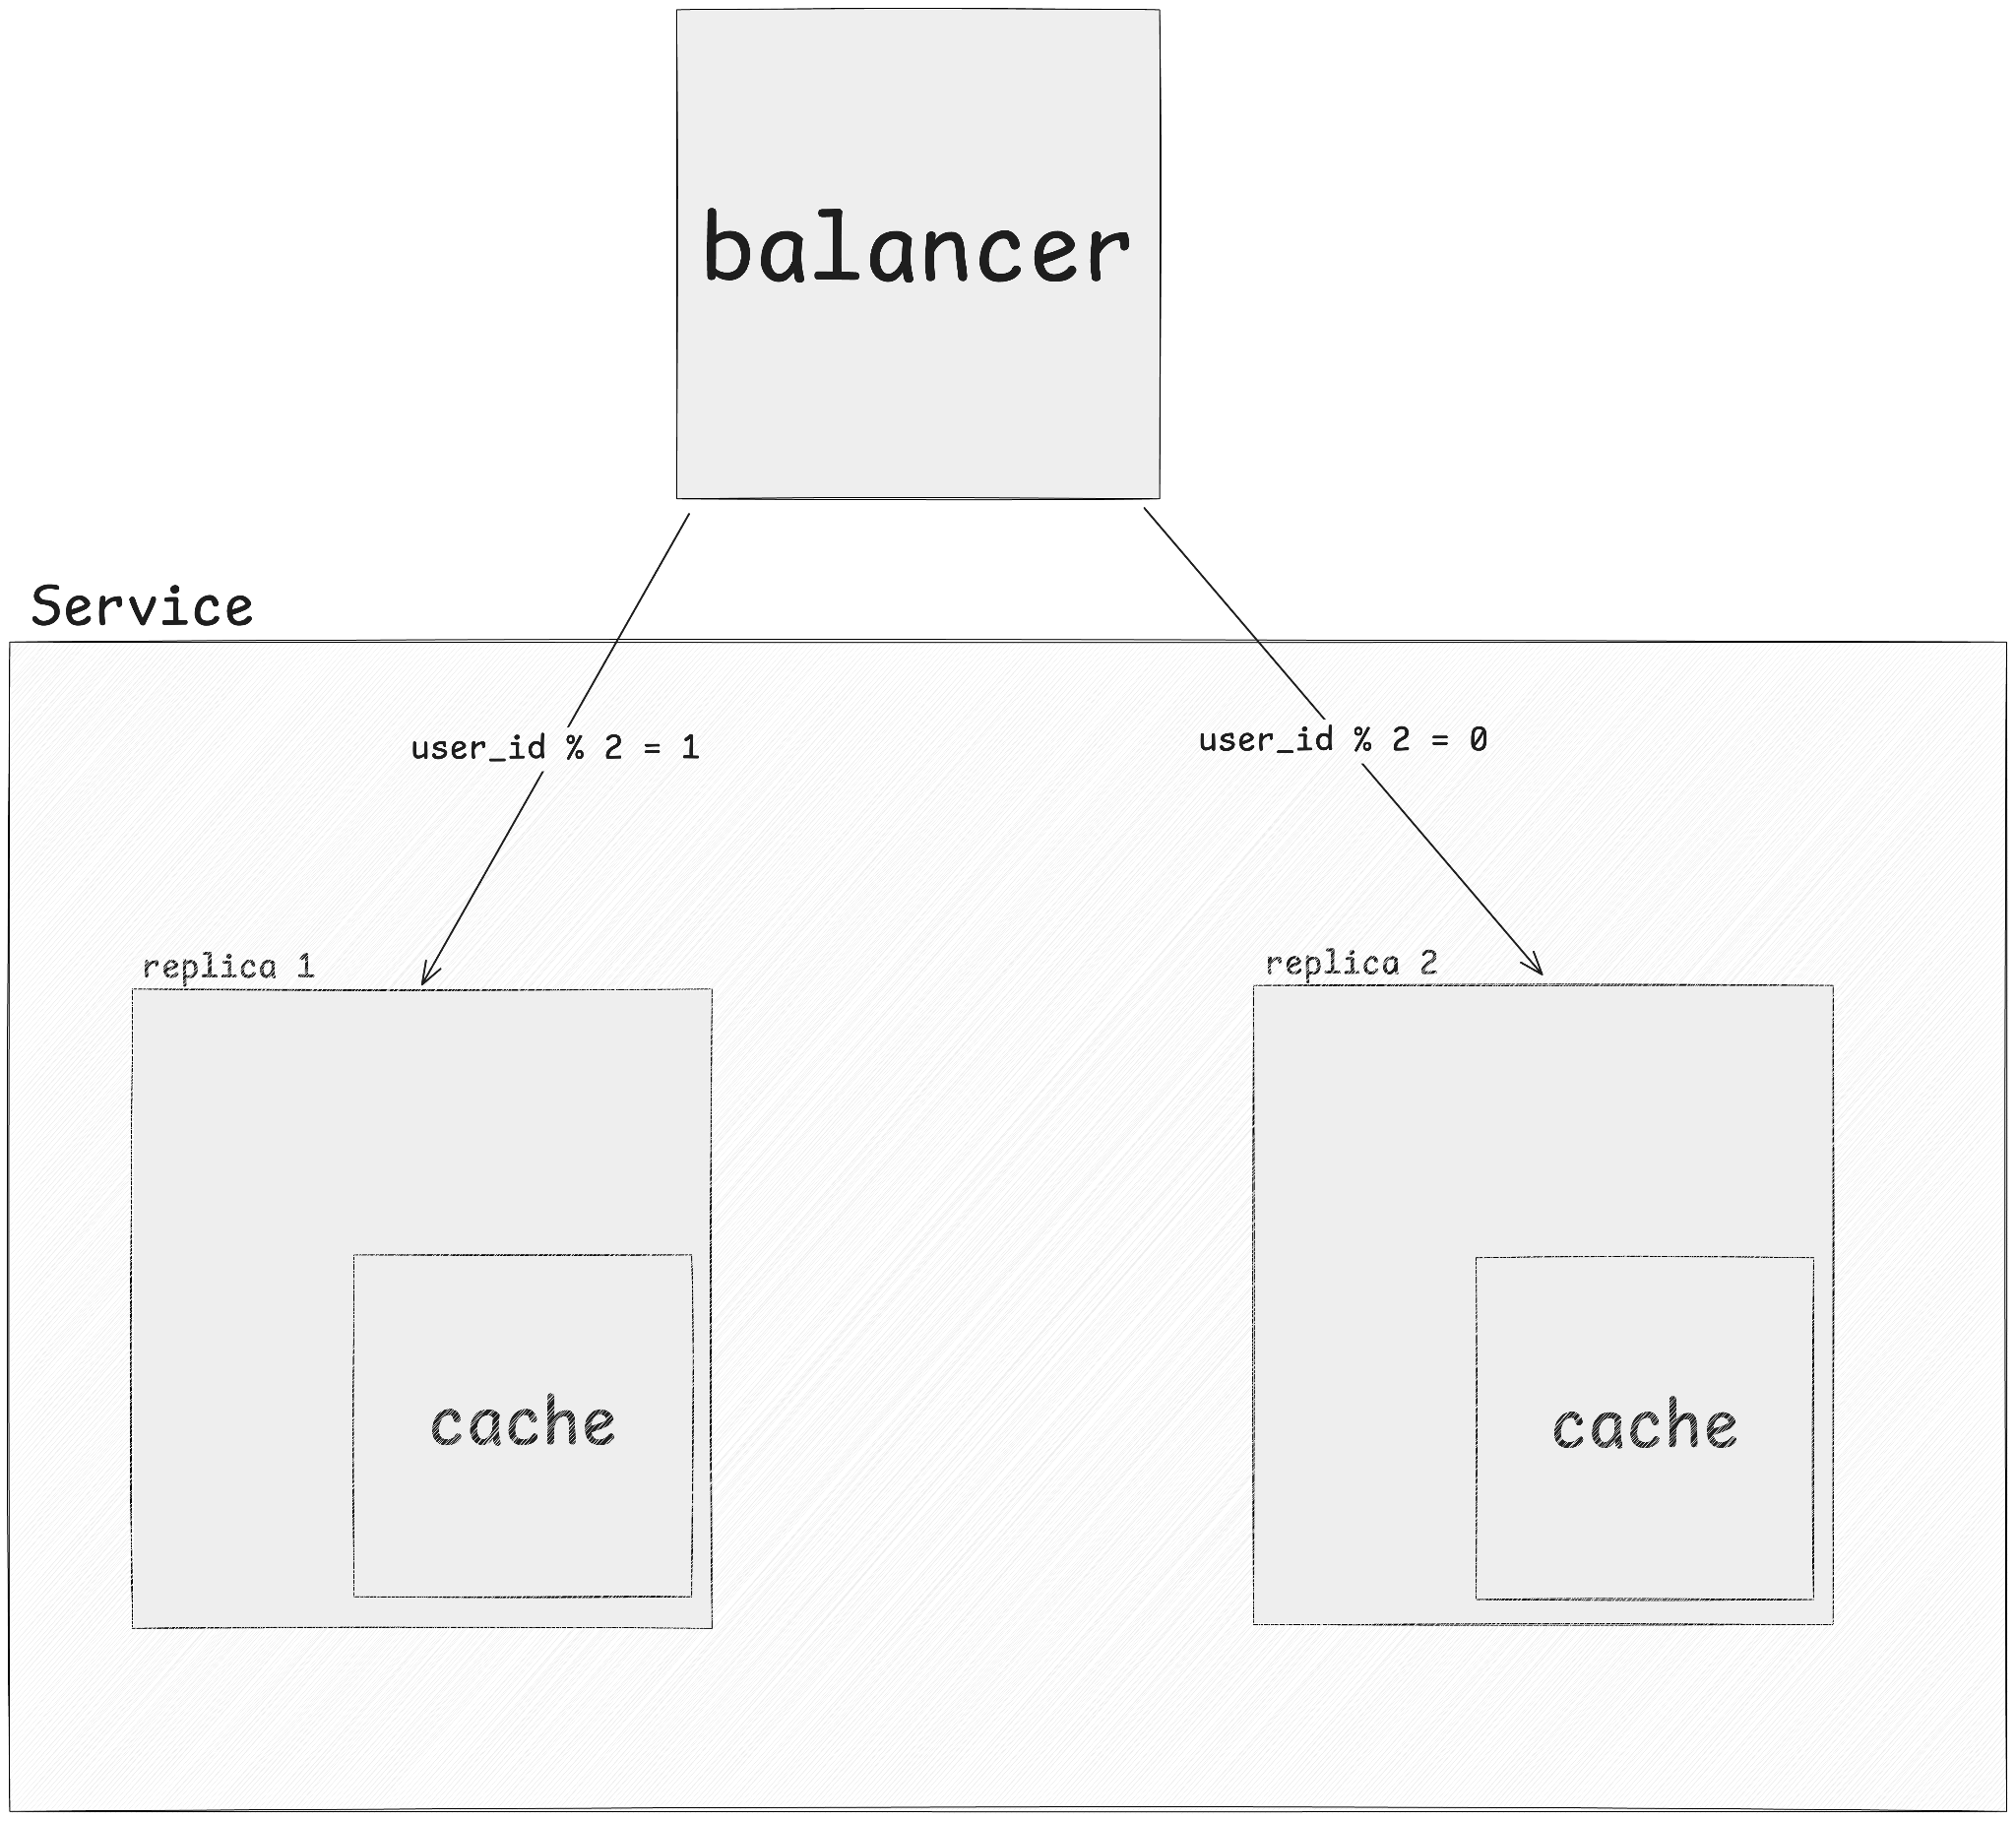 balancer
Service
user_id % 2 = 1
user_id % 2 = 0
replica 1
replica 2
cache
cache